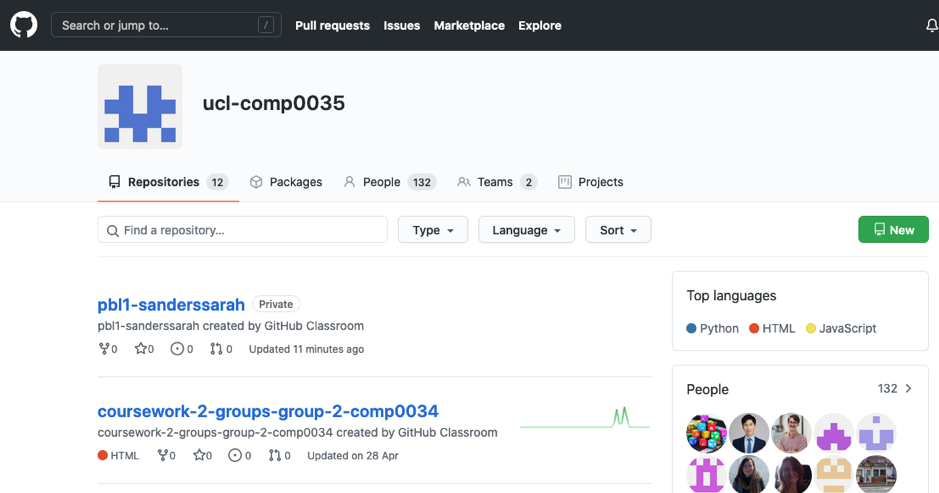 Search or jump to... / Pull requests Issues Marketplace Explore
ucl-comp0035
Repositories 12 Packages People 132 Teams 2 Projects
Find a repository... Type Language Sort New
pbl1-sanderssarah Private
pbl1-sanderssarah created by GitHub Classroom
0 0 0 0 Updated 11 minutes ago
coursework-2-groups-group-2-comp0034
coursework-2-groups-group-2-comp0034 created by GitHub Classroom
HTML 0 0 0 0 Updated on 28 Apr
Top languages
Python HTML JavaScript
People 132